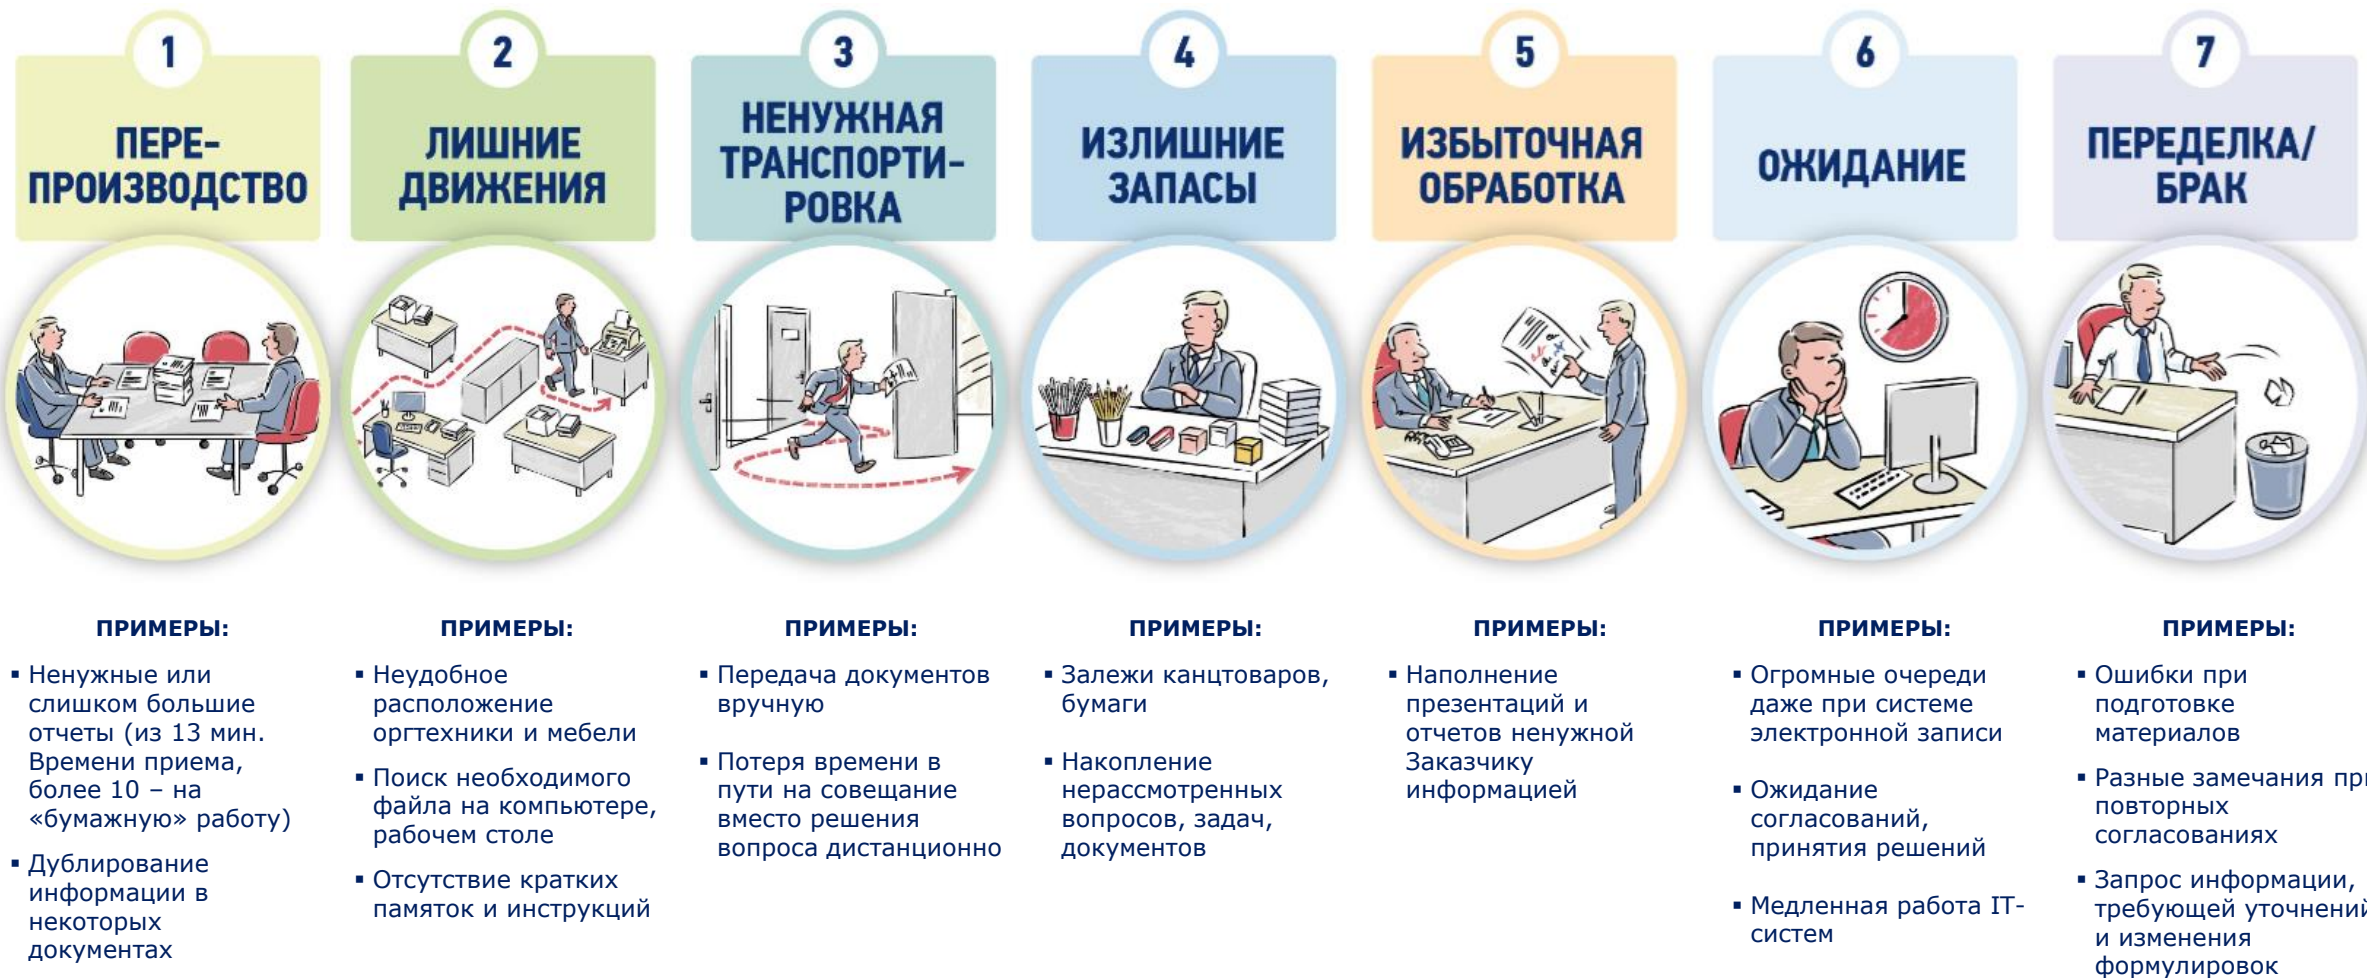 1
ПЕРЕ-
ПРОИЗВОДСТВО
ПРИМЕРЫ:
▪ Ненужные или
слишком большие
отчеты (из 13 мин.
Времени приема,
более 10 – на
«бумажную» работу)
▪ Дублирование
информации в
некоторых
документах
2
ЛИШНИЕ
ДВИЖЕНИЯ
ПРИМЕРЫ:
▪ Неудобное
расположение
оргтехники и мебели
▪ Поиск необходимого
файла на компьютере,
рабочем столе
▪ Отсутствие кратких
памяток и инструкций
3
НЕНУЖНАЯ
ТРАНСПОРТИ-
РОВКА
ПРИМЕРЫ:
▪ Передача документов
вручную
▪ Потеря времени в
пути на совещание
вместо решения
вопроса дистанционно
4
ИЗЛИШНИЕ
ЗАПАСЫ
ПРИМЕРЫ:
▪ Залежи канцтоваров,
бумаги
▪ Накопление
нерассмотренных
вопросов, задач,
документов
5
ИЗБЫТОЧНАЯ
ОБРАБОТКА
ПРИМЕРЫ:
▪ Наполнение
презентаций и
отчетов ненужной
Заказчику
информацией
6
ОЖИДАНИЕ
ПРИМЕРЫ:
▪ Огромные очереди
даже при системе
электронной записи
▪ Ожидание
согласований,
принятия решений
▪ Медленная работа IT-
систем
7
ПЕРЕДЕЛКА/
БРАК
ПРИМЕРЫ:
▪ Ошибки при
подготовке
материалов
▪ Разные замечания при
повторных
согласованиях
▪ Запрос информации,
требующей уточнений
и изменения
формулировок